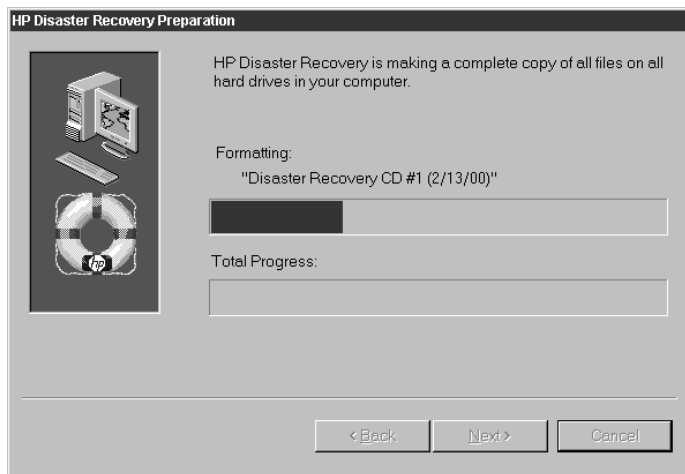 HP Disaster Recovery Preparation
HP Disaster Recovery is making a complete copy of all files on all
hard drives in your computer.
Formatting:
"Disaster Recovery CD #1 (2/13/00)"
hp
Total Progress:
< Back
Next >
Cancel